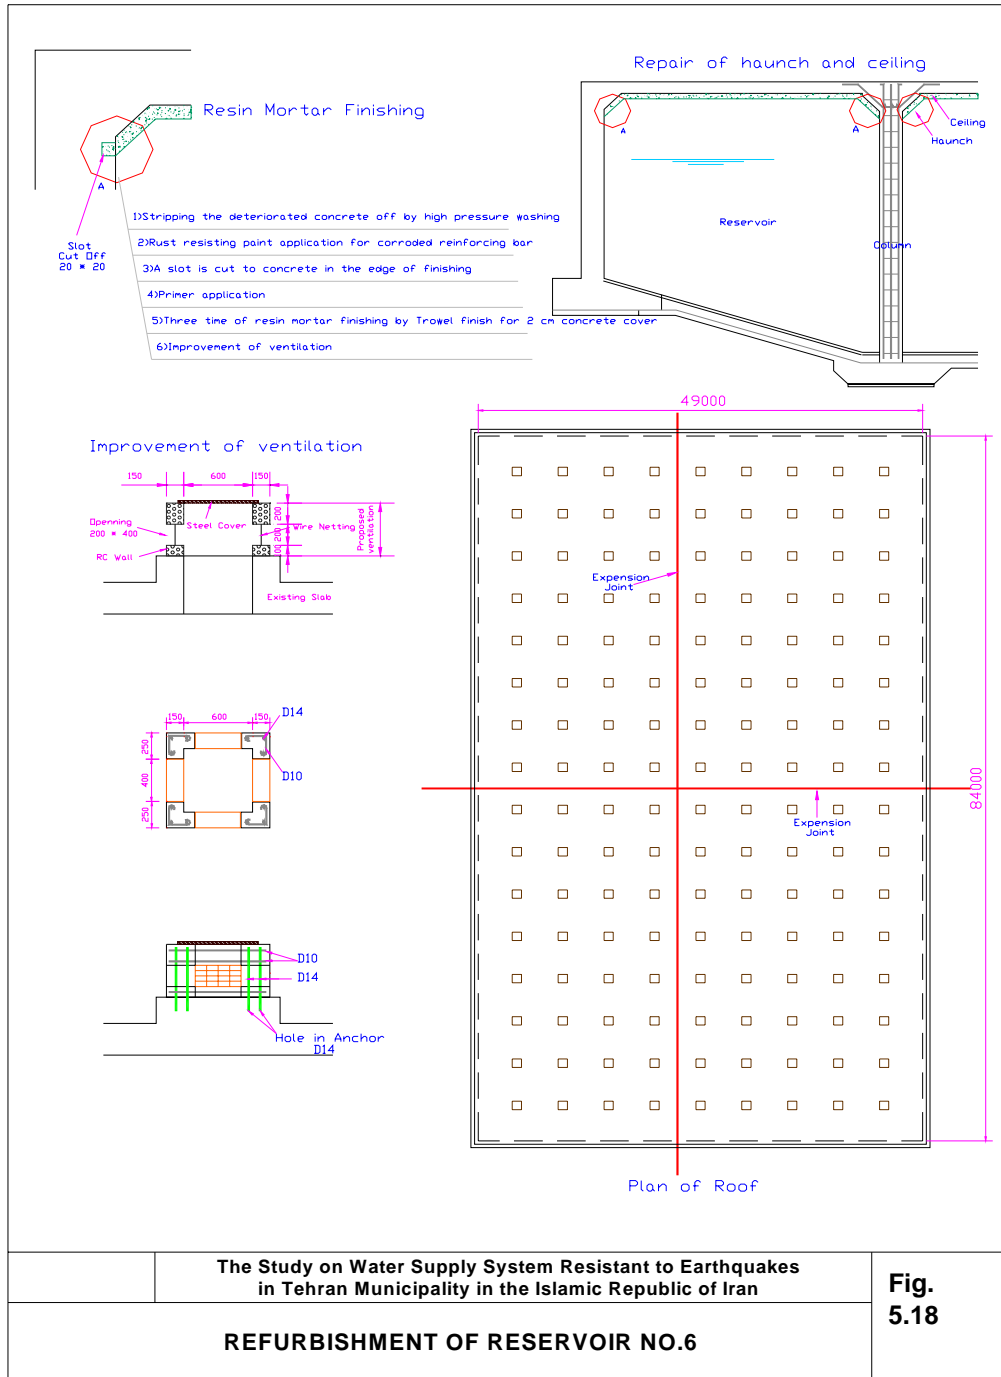 Repair of haunch and ceiling
Resin Mortar Finishing
A
Slot
Cut Off
20 * 20
1)Stripping the deteriorated concrete off by high pressure washing
2)Rust resisting paint application for corroded reinforcing bar
3)A slot is cut to concrete in the edge of finishing
4)Primer application
5)Three time of resin mortar finishing by Trowel finish for 2 cm concrete cover
6)Improvement of ventilation
A
A
Ceiling
Haunch
Reservoir
Column
Improvement of ventilation
150
600
150
Openning
200 * 400
Steel Cover
Wire Netting
RC Wall
200
200
100
Proposed
ventilation
Existing Slab
150
600
150
D14
D10
250
400
250
D10
D14
Hole in Anchor
D14
49000
84000
Expension
Joint
Expension
Joint
Plan of Roof
The Study on Water Supply System Resistant to Earthquakes
in Tehran Municipality in the Islamic Republic of Iran
REFURBISHMENT OF RESERVOIR NO.6
Fig.
5.18